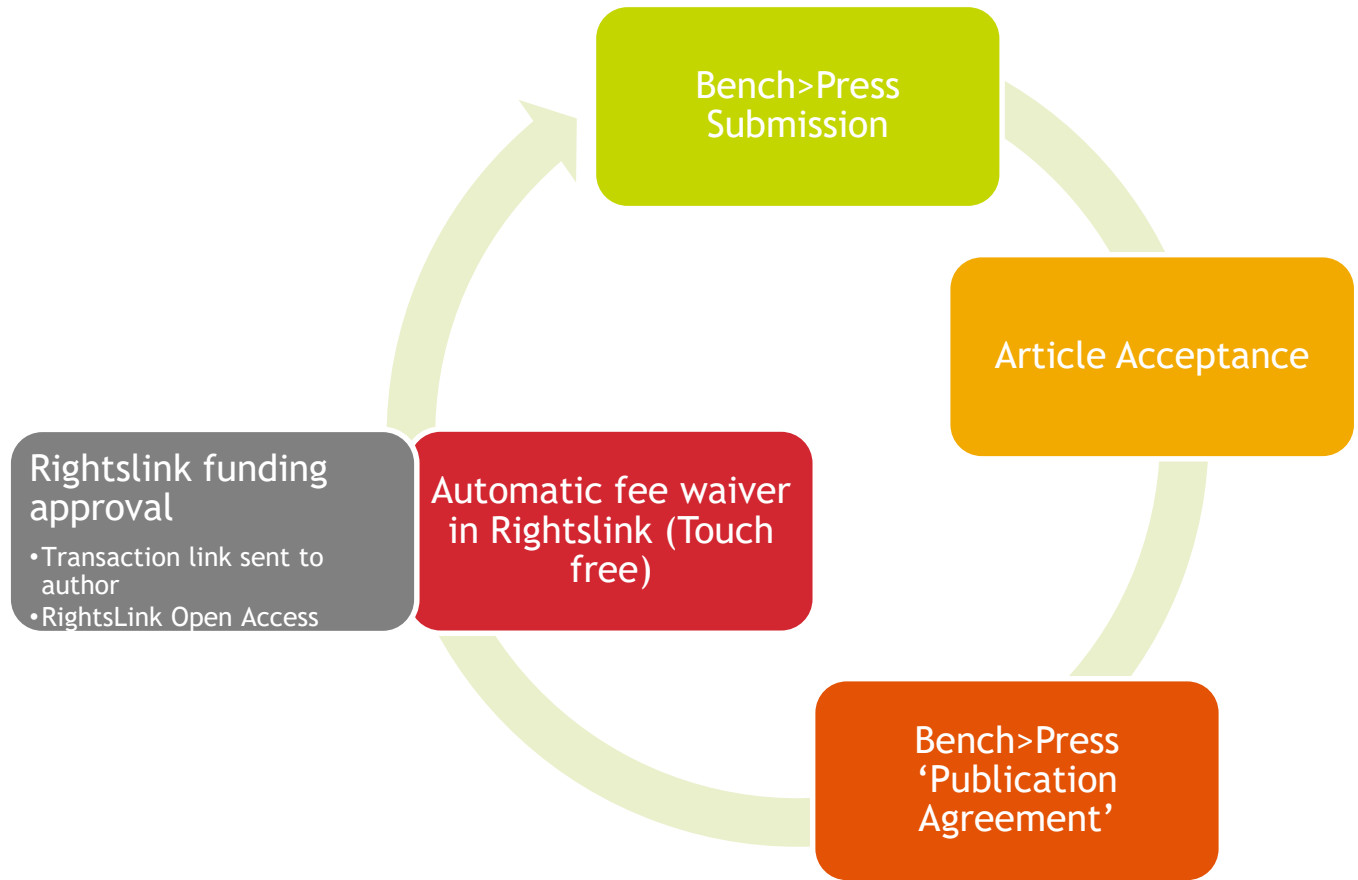 Bench>Press
Submission
Article Acceptance
Bench>Press
‘Publication
Agreement’
Automatic fee waiver
in Rightslink (Touch
free)
Rightslink funding
approval
•Transaction link sent to
author
•RightsLink Open Access